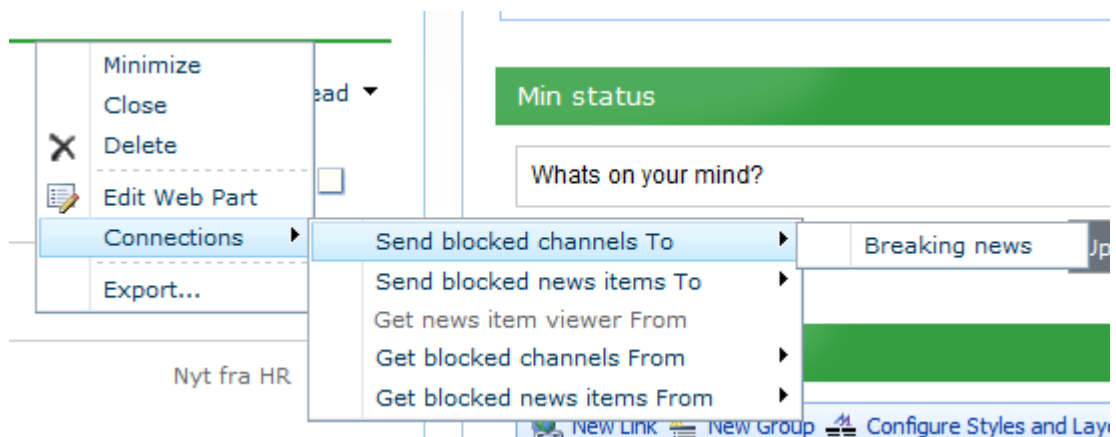 Minimize
Close
Delete
Edit Web Part
Connections
Export...
Send blocked channels To
Send blocked news items To
Get news item viewer From
Get blocked channels From
Get blocked news items From
Breaking news
Min status
Whats on your mind?
Nyt fra HR
New Link New Group Configure Styles and